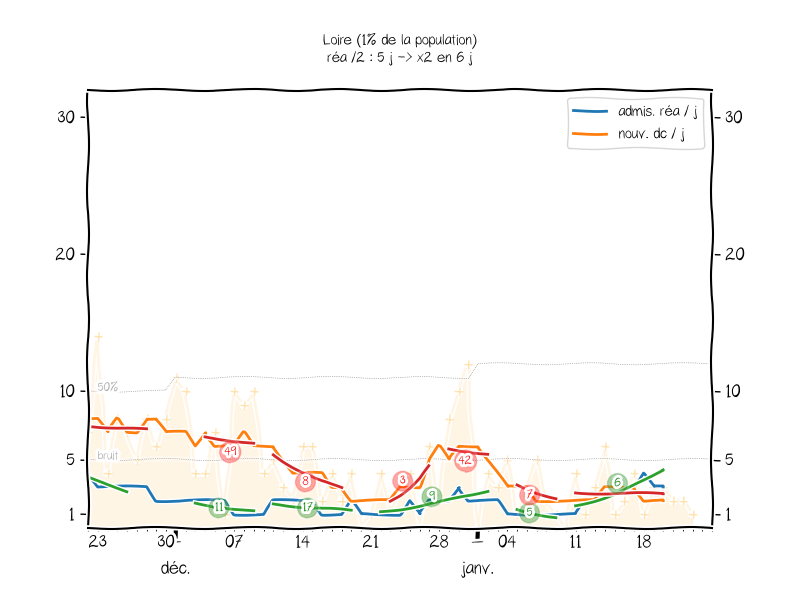 Loire (1% de la population)
réa /2 : 5 j -> x2 en 6 j
admis. réa / j
nouv. dc / j
30 30
20 20
50%
10 10
49
42
bruit
5 5
8 3 9 7 6
11 17 5
1 1
23 30 07 14 21 28 04 11 18
déc. janv.